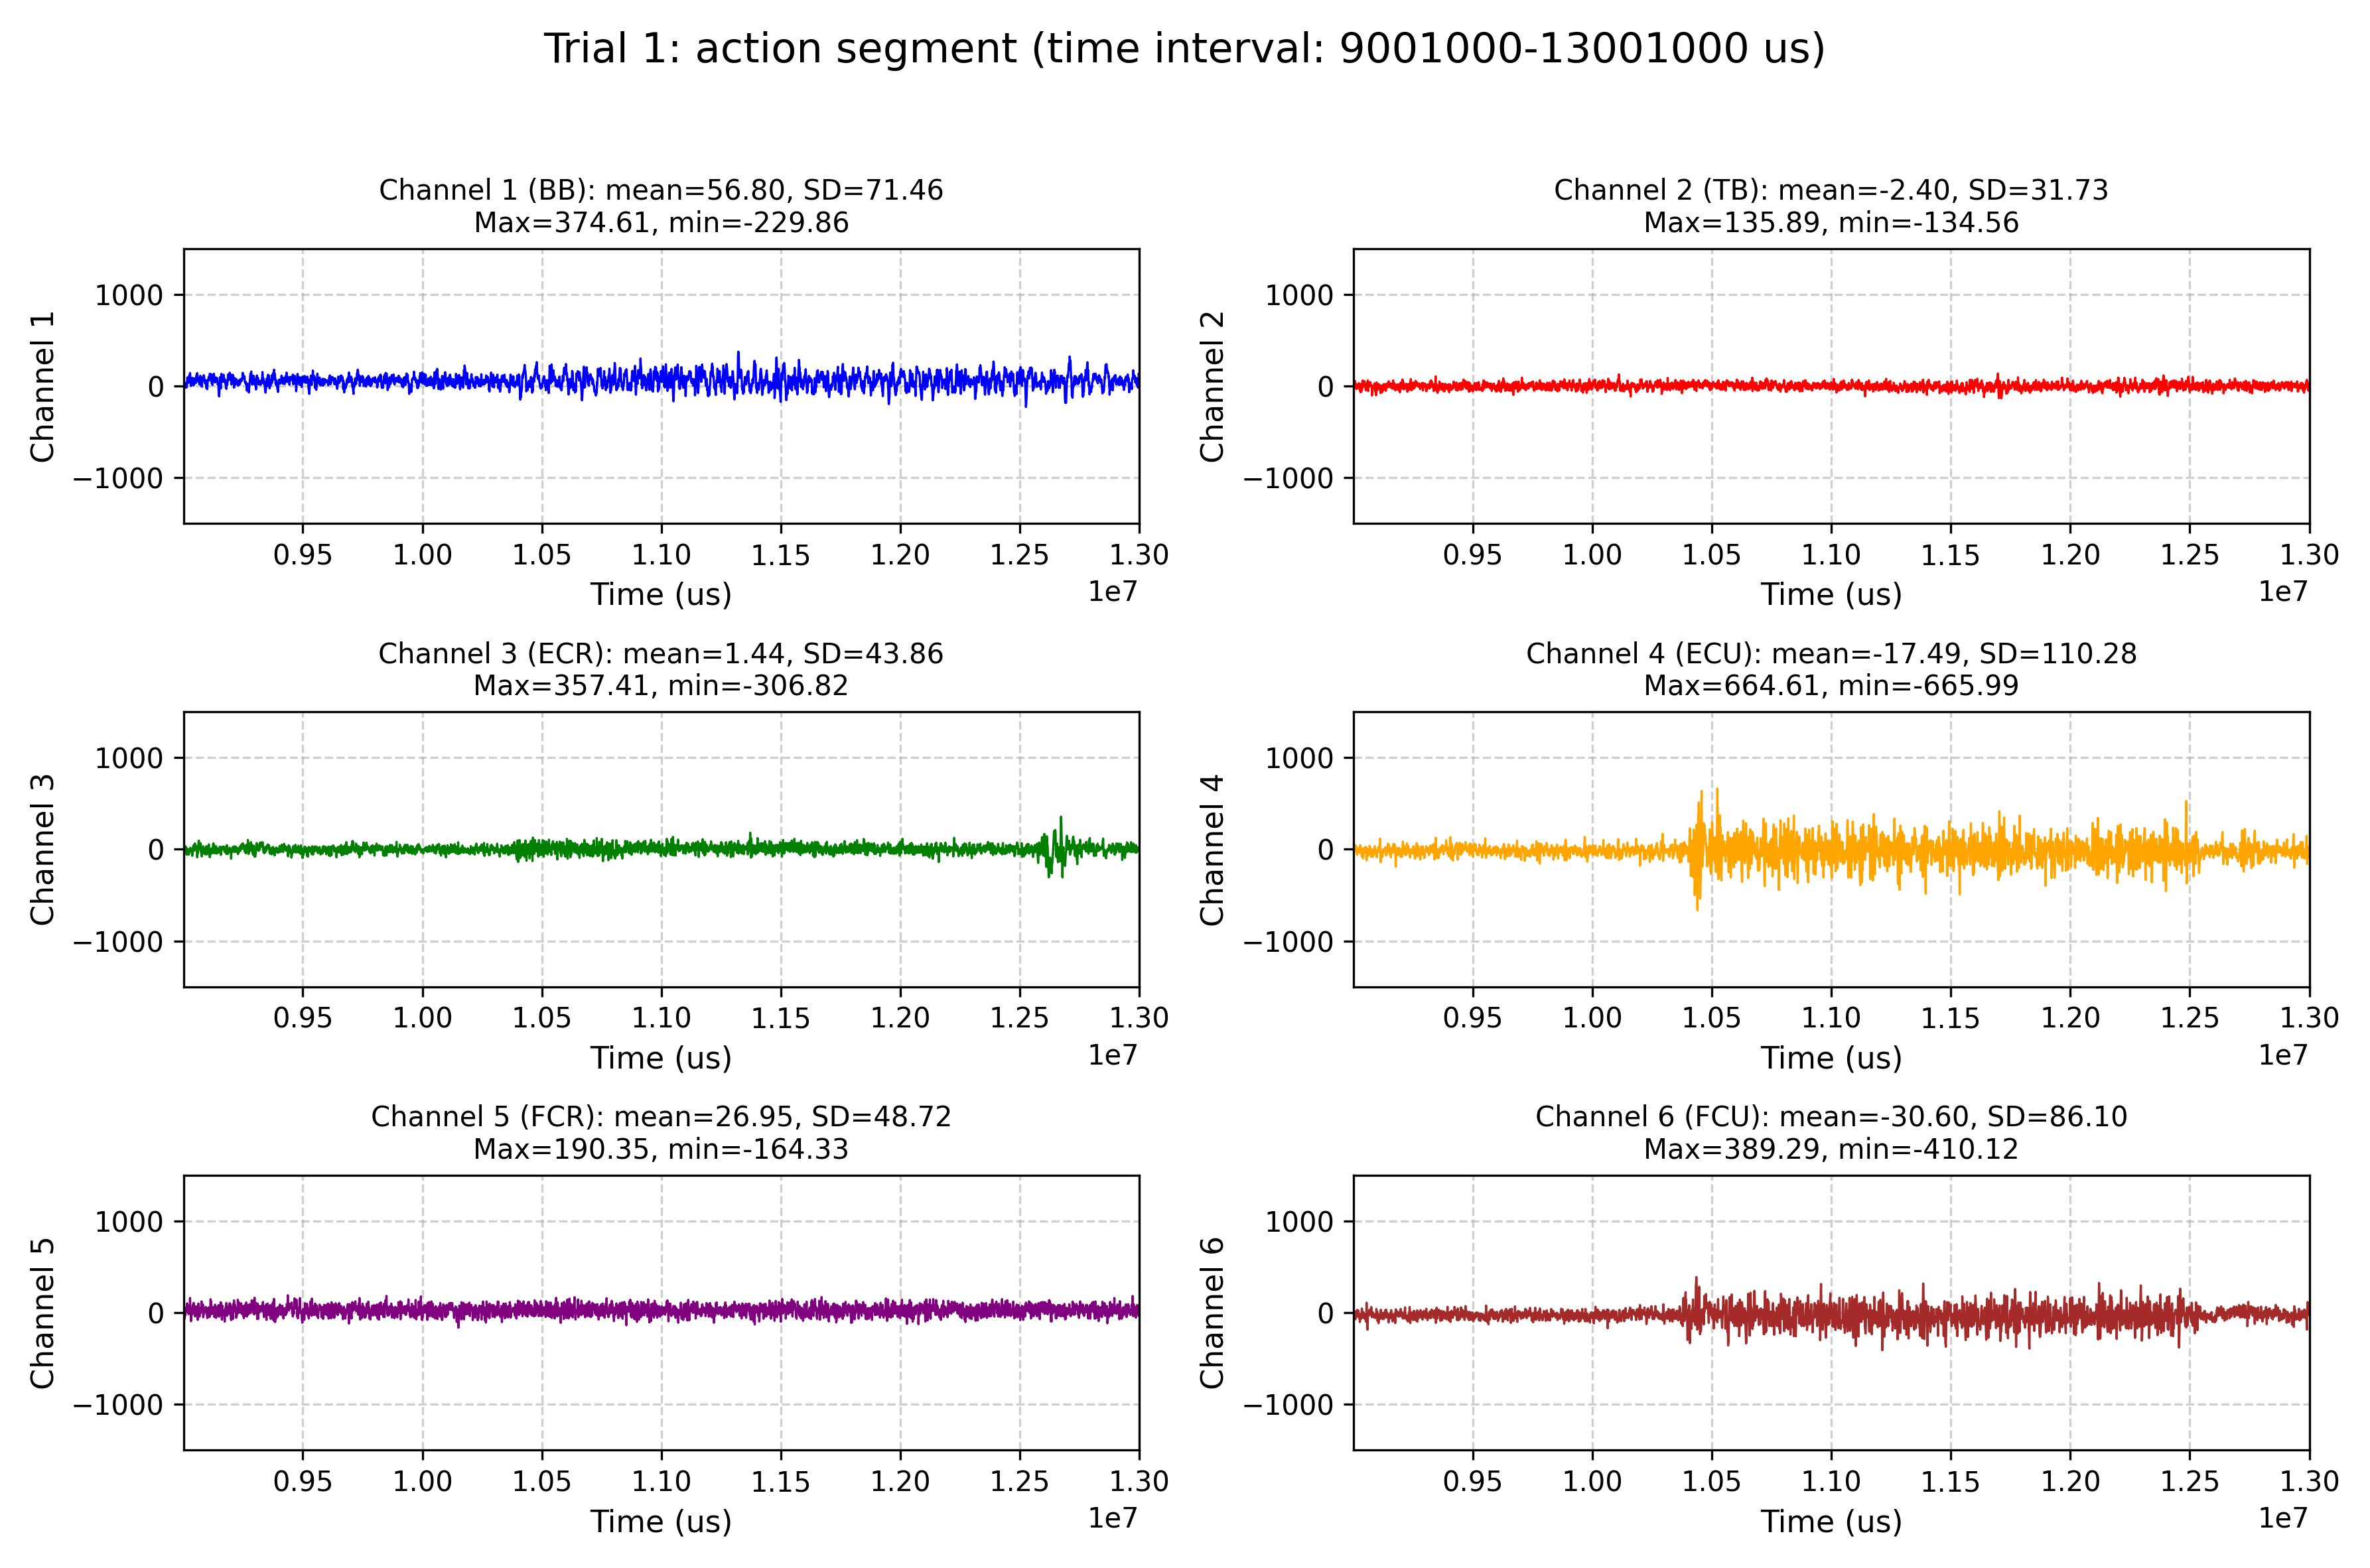 Trial 1: action segment (time interval: 9001000-13001000 us)
Channel 1 (BB): mean=56.80, SD=71.46
Max=374.61, min=-229.86
Channel 1
1000
0
−1000
0.95 1.00 1.05 1.10 1.15 1.20 1.25 1.30
Time (us)
1e7
Channel 2 (TB): mean=-2.40, SD=31.73
Max=135.89, min=-134.56
Channel 2
1000
0
−1000
0.95 1.00 1.05 1.10 1.15 1.20 1.25 1.30
Time (us)
1e7
Channel 3 (ECR): mean=1.44, SD=43.86
Max=357.41, min=-306.82
Channel 3
1000
0
−1000
0.95 1.00 1.05 1.10 1.15 1.20 1.25 1.30
Time (us)
1e7
Channel 4 (ECU): mean=-17.49, SD=110.28
Max=664.61, min=-665.99
Channel 4
1000
0
−1000
0.95 1.00 1.05 1.10 1.15 1.20 1.25 1.30
Time (us)
1e7
Channel 5 (FCR): mean=26.95, SD=48.72
Max=190.35, min=-164.33
Channel 5
1000
0
−1000
0.95 1.00 1.05 1.10 1.15 1.20 1.25 1.30
Time (us)
1e7
Channel 6 (FCU): mean=-30.60, SD=86.10
Max=389.29, min=-410.12
Channel 6
1000
0
−1000
0.95 1.00 1.05 1.10 1.15 1.20 1.25 1.30
Time (us)
1e7